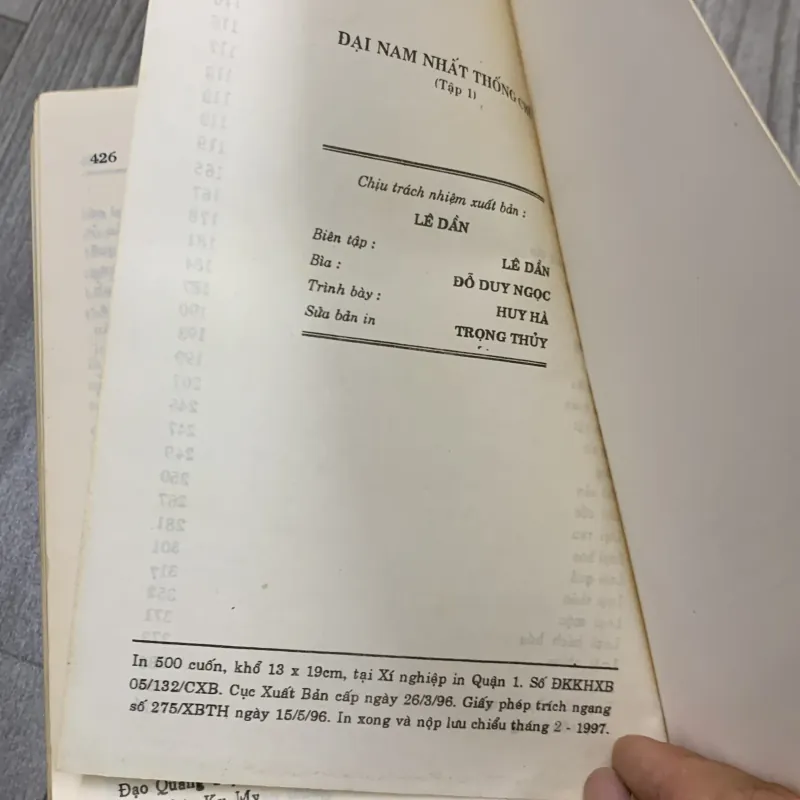 ĐẠI NAM NHẤT THỐNG CHÍ
(Tập 1)
Chịu trách nhiệm xuất bản :
LÊ DẦN
Biên tập : LÊ DẦN
Bìa : ĐỖ DUY NGỌC
Trình bày : HUY HÀ
Sửa bản in TRỌNG THỦY
In 500 cuốn, khổ 13 x 19cm, tại Xí nghiệp in Quận 1. Số ĐKKHXB
05/132/CXB. Cục Xuất Bản cấp ngày 26/3/96. Giấy phép trích ngang
số 275/XBTH ngày 15/5/96. In xong và nộp lưu chiểu tháng 2 - 1997.
426
Đạo Quang